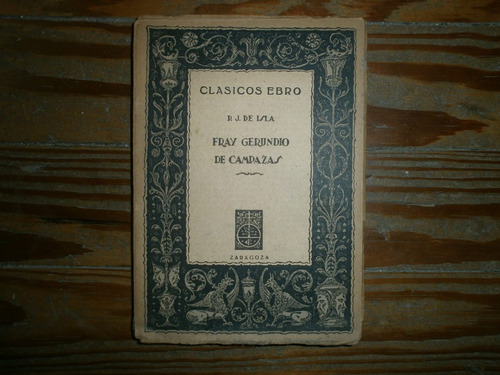 CLASICOS EBRO
P. J. DE ISLA
FRAY GERUNDIO
DE CAMPAZAS
ZARAGOZA